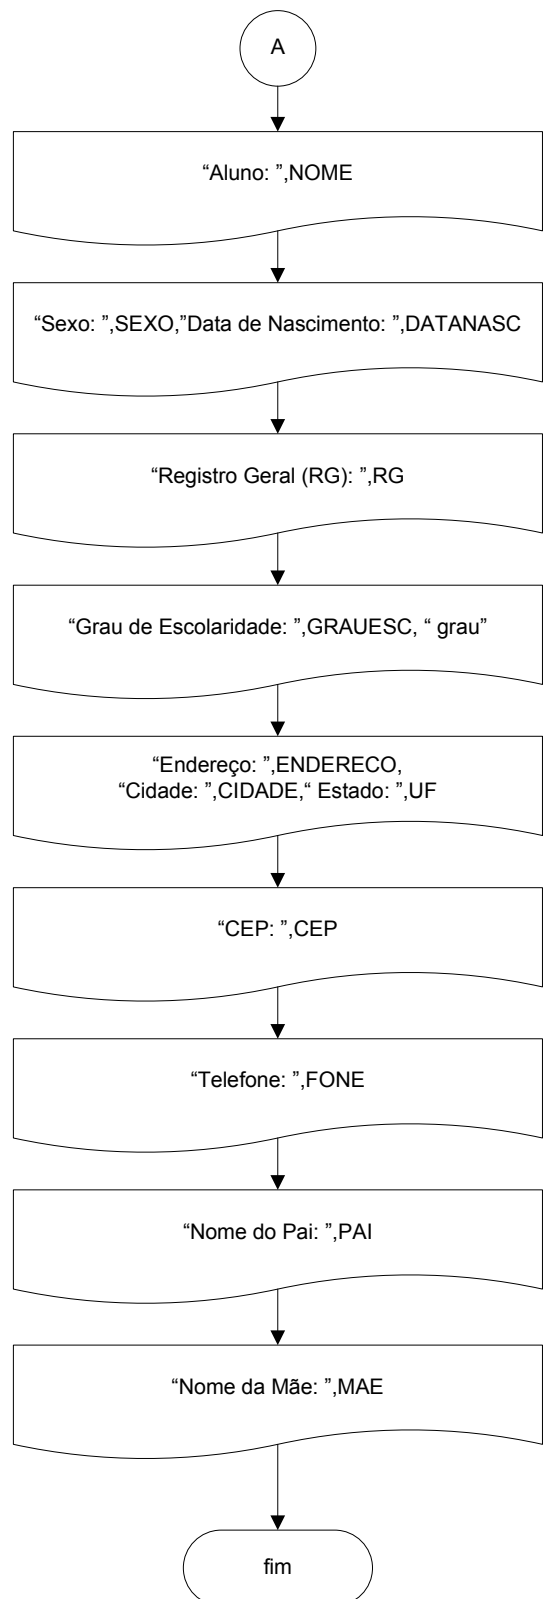 A
“Aluno: ”,NOME
“Sexo: ”,SEXO,”Data de Nascimento: ”,DATANASC
“Registro Geral (RG): ”,RG
“Grau de Escolaridade: ”,GRAUESC, “ grau”
“Endereço: ”,ENDERECO,
“Cidade: ”,CIDADE,“ Estado: ”,UF
“CEP: ”,CEP
“Telefone: ”,FONE
“Nome do Pai: ”,PAI
“Nome da Mãe: ”,MAE
fim